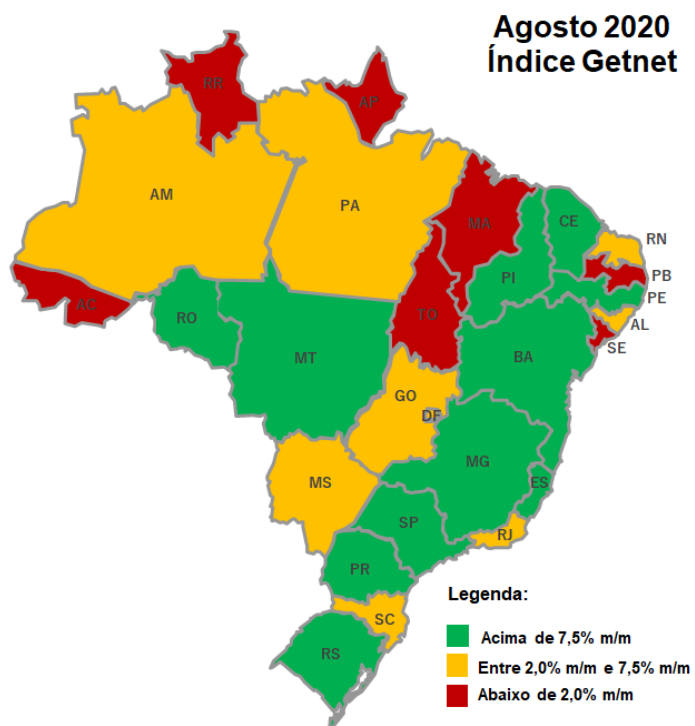 Agosto 2020
Índice Getnet
RR
AP
AM
PA
MA
CE
RN
PB
PE
AL
SE
PI
AC
RO
TO
MT
BA
GO
DF
MG
ES
MS
SP
RJ
PR
SC
RS
Legenda:
Acima de 7,5% m/m
Entre 2,0% m/m e 7,5% m/m
Abaixo de 2,0% m/m